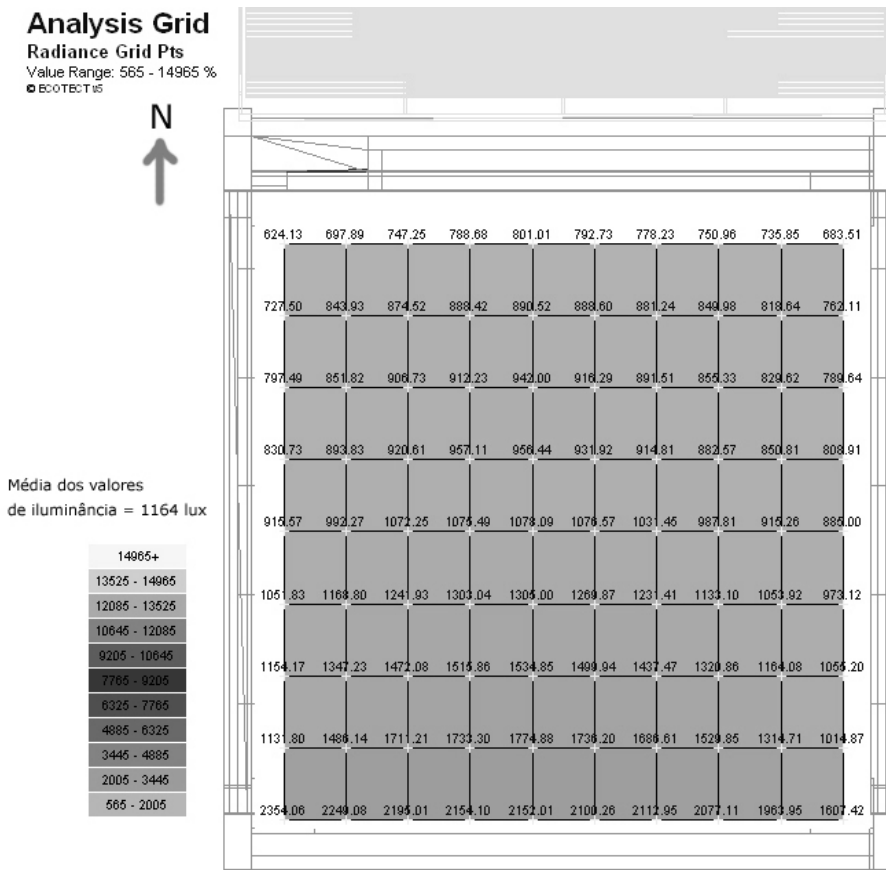 Analysis Grid
Radiance Grid Pts
Value Range: 565 - 14965 %
© ECOTECT v5
N
624.13 697.89 747.25 788.68 801.01 792.73 778.23 750.96 735.85 683.51
727.50 843.93 874.52 888.42 890.52 888.60 881.24 849.98 818.64 762.11
797.49 851.82 906.73 912.23 942.00 916.29 891.51 855.33 829.62 789.64
830.73 893.83 920.61 957.11 956.44 931.92 914.81 882.57 850.81 808.91
Média dos valores
de iluminância = 1164 lux
915.57 992.27 1072.25 1075.49 1078.09 1076.57 1031.45 987.81 915.26 885.00
14965+
13525 - 14965
12085 - 13525
10645 - 12085
9205 - 10645
7765 - 9205
6325 - 7765
4885 - 6325
3445 - 4885
2005 - 3445
565 - 2005
1051.83 1168.80 1241.93 1303.04 1305.00 1269.87 1231.41 1133.10 1053.92 973.12
1154.17 1347.23 1472.08 1515.86 1534.85 1499.94 1437.47 1320.86 1164.08 1055.20
1131.80 1486.14 1711.21 1733.30 1774.88 1736.20 1686.61 1529.85 1314.71 1014.87
2354.06 2249.08 2195.01 2154.10 2152.01 2100.26 2112.95 2077.11 1963.95 1607.42